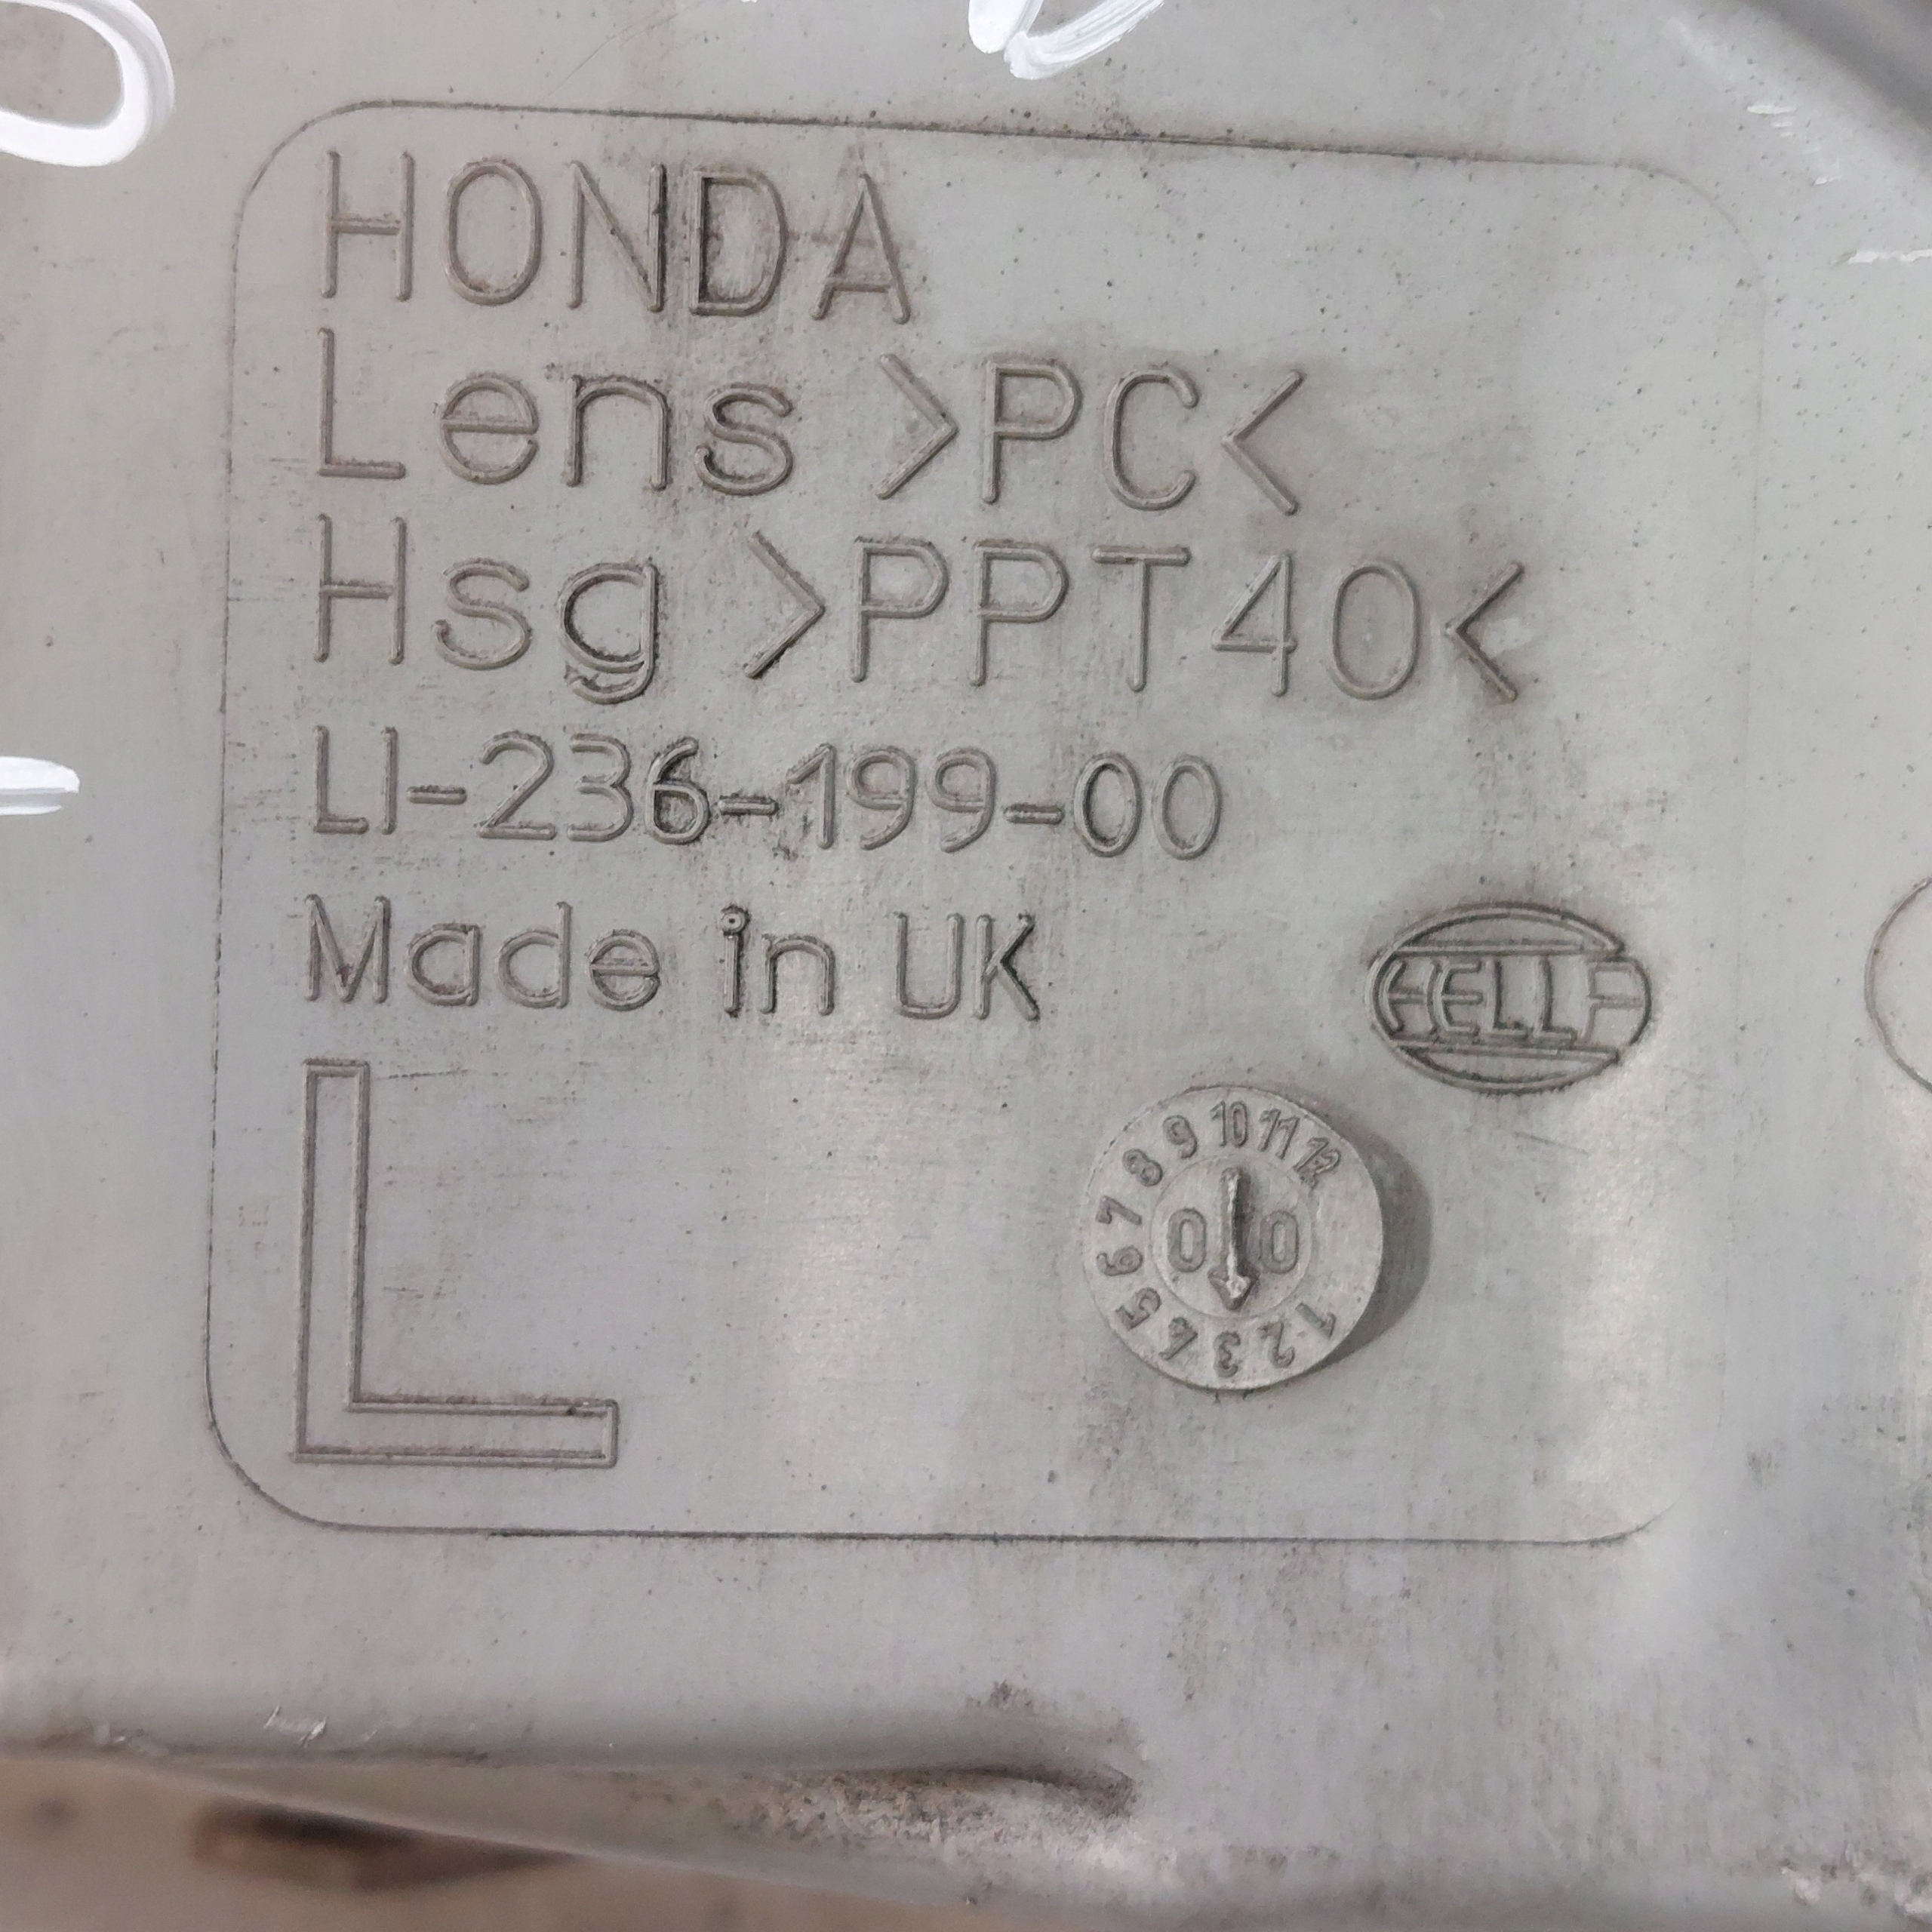 HONDA
Lens >PC<
Hsg >PPT40<
LI-236-199-00
Made in UK
HELLA
L
9 10 11 12
8
7
6
5
4
3
2
1
0 0